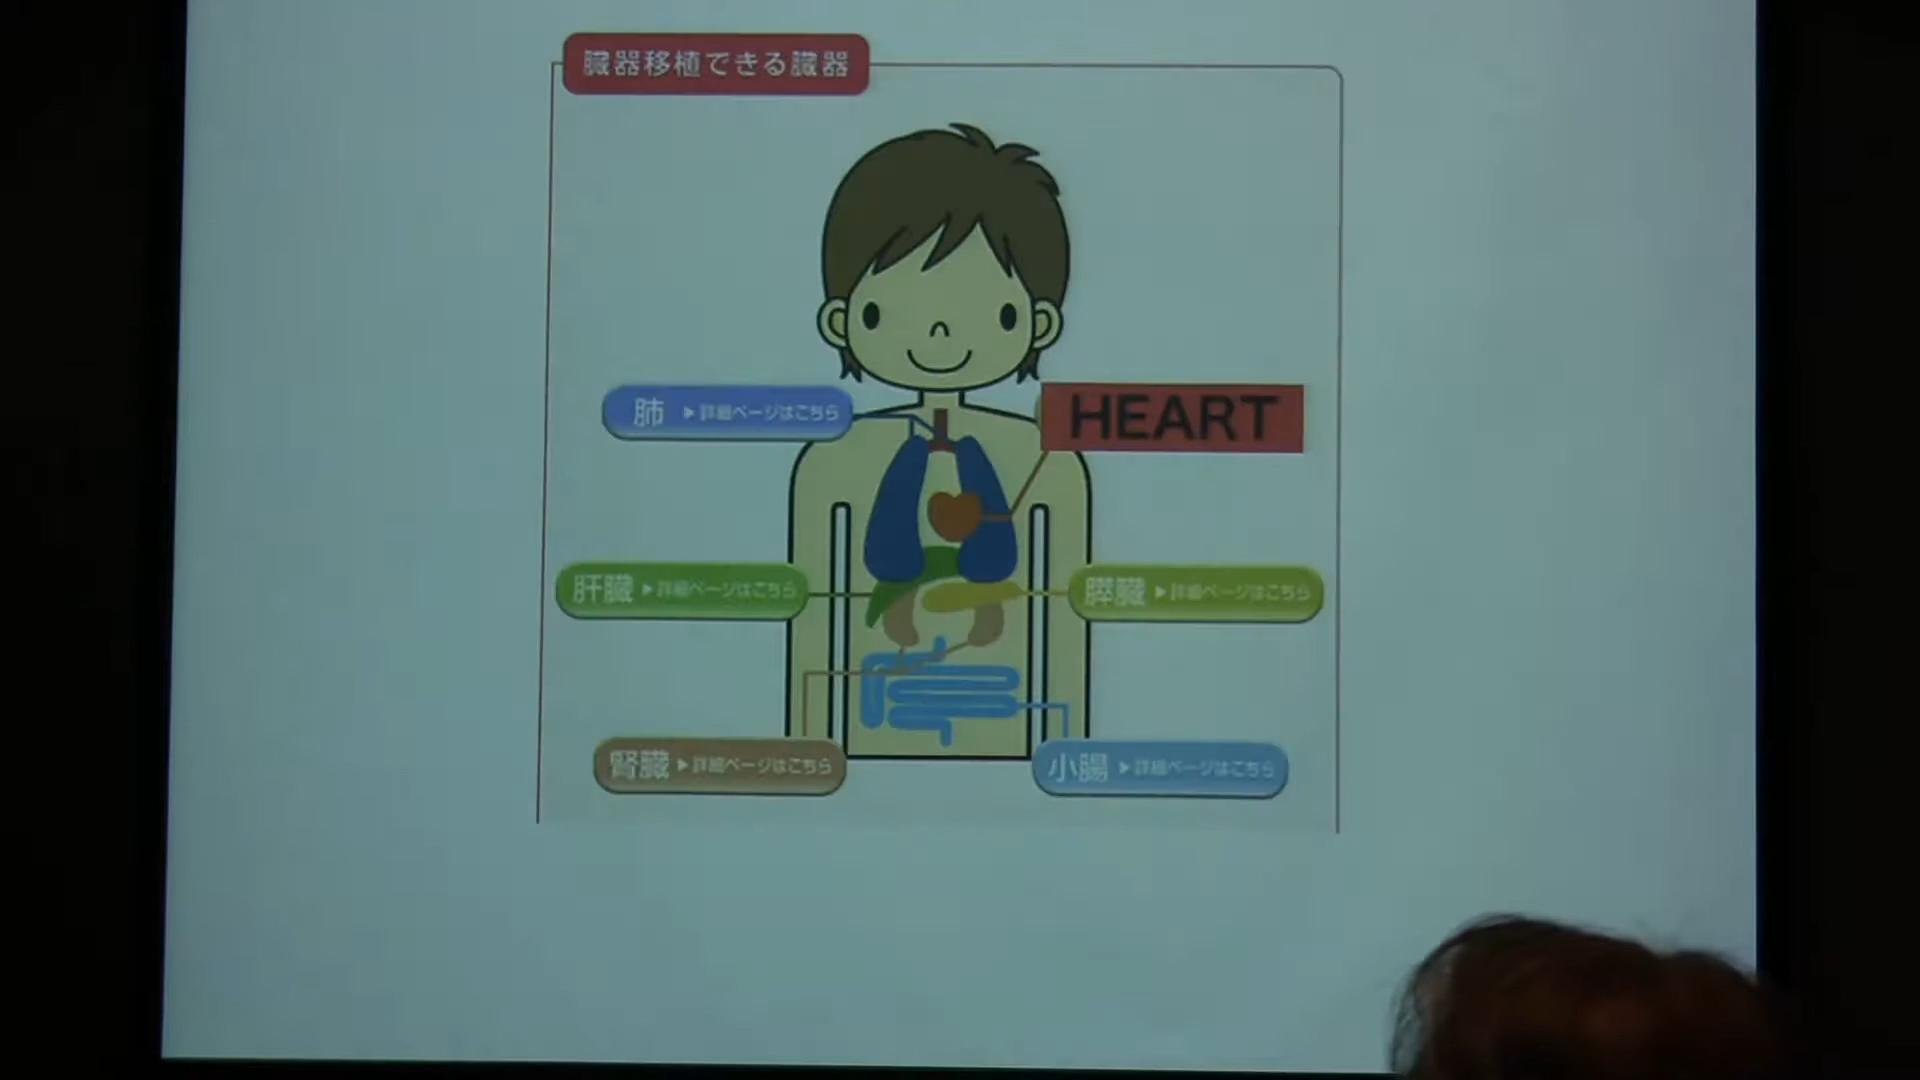 臓器移植できる臓器
肺 ▶詳細ページはこちら
HEART
肝臓 ▶詳細ページはこちら
膵臓 ▶詳細ページはこちら
腎臓 ▶詳細ページはこちら
小腸 ▶詳細ページはこちら